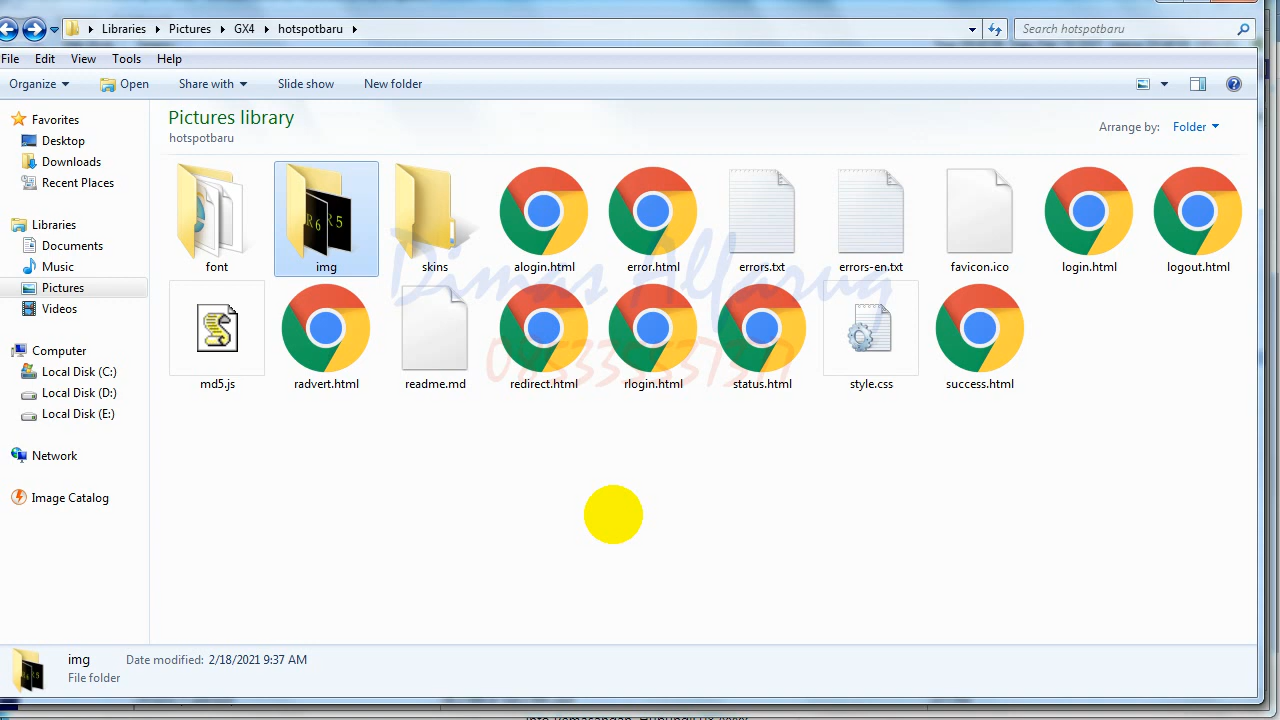 Libraries Pictures GX4 hotspotbaru
Search hotspotbaru
File Edit View Tools Help
Organize Open Share with Slide show New folder
Pictures library
hotspotbaru
Arrange by: Folder
Favorites
Desktop
Downloads
Recent Places
Libraries
Documents
Music
Pictures
Videos
Computer
Local Disk (C:)
Local Disk (D:)
Local Disk (E:)
Network
Image Catalog
font img skins alogin.html error.html errors.txt errors-en.txt favicon.ico login.html logout.html
md5.js radvert.html readme.md redirect.html rlogin.html status.html style.css success.html
Dimas Alfaruq
img Date modified: 2/18/2021 9:37 AM
File folder